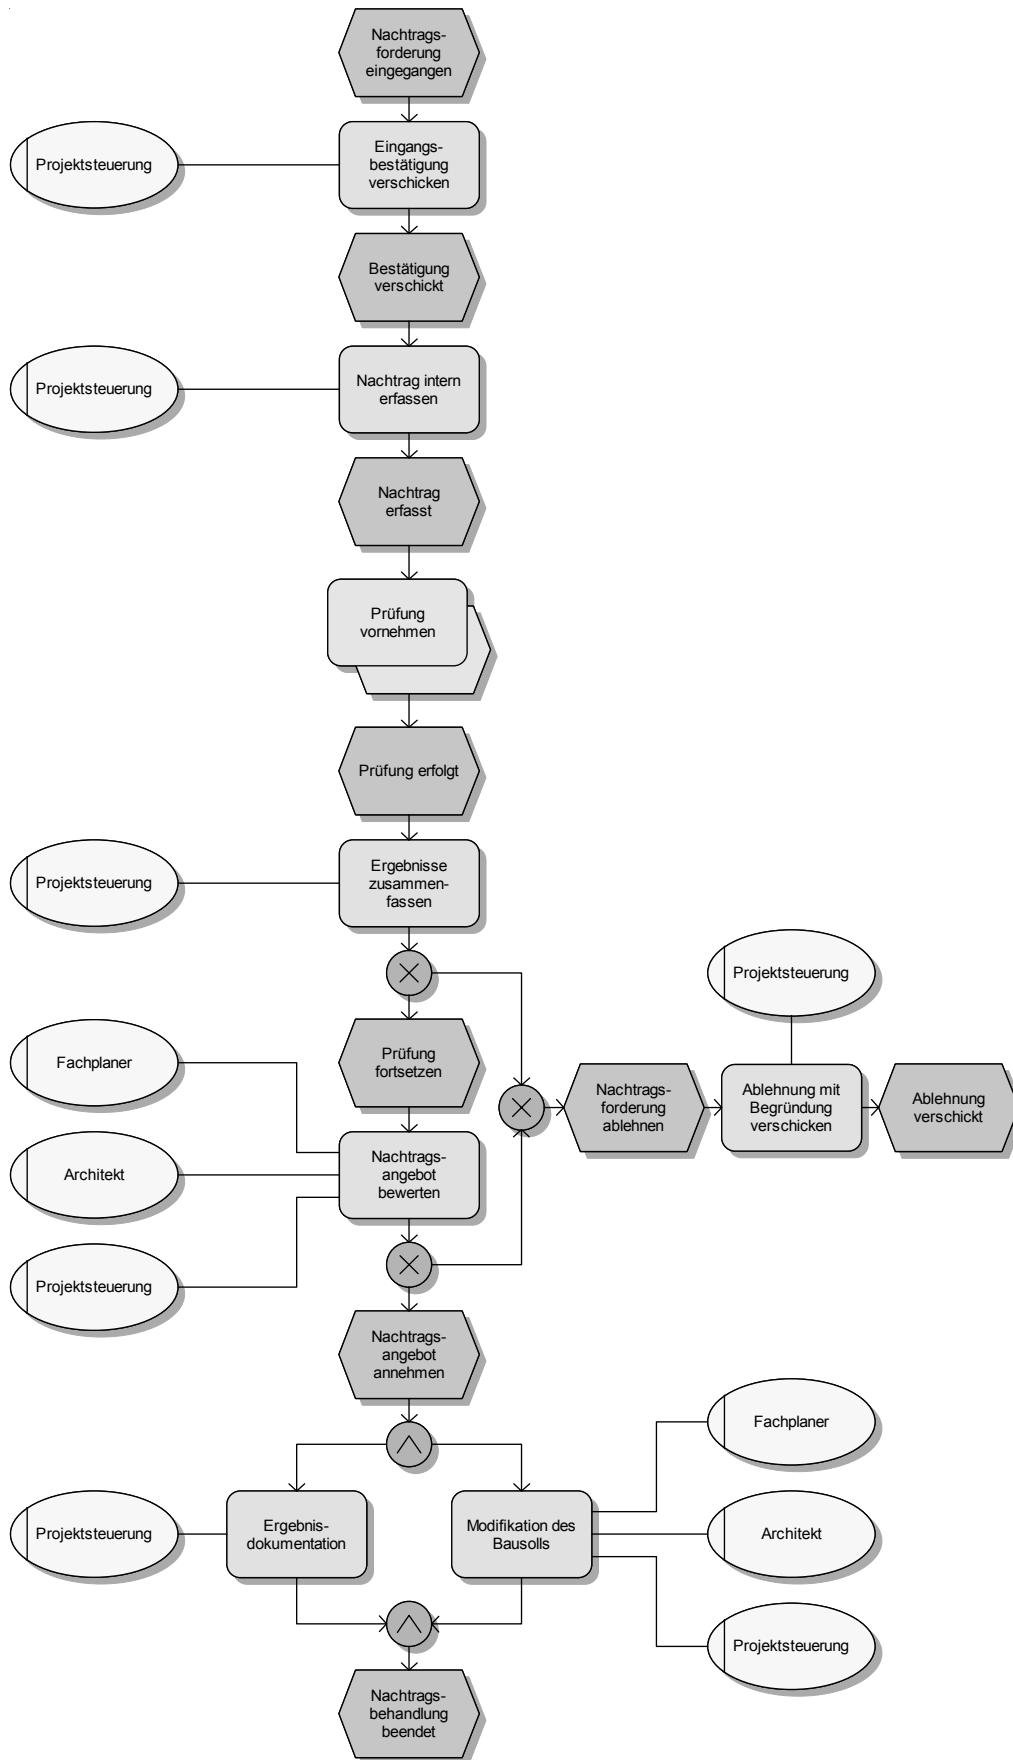 Nachtrags-
forderung
eingegangen
Projektsteuerung
Eingangs-
bestätigung
verschicken
Bestätigung
verschickt
Projektsteuerung
Nachtrag intern
erfassen
Nachtrag
erfasst
Prüfung
vornehmen
Prüfung erfolgt
Projektsteuerung
Ergebnisse
zusammen-
fassen
Projektsteuerung
Fachplaner
Prüfung
fortsetzen
Nachtrags-
forderung
ablehnen
Ablehnung mit
Begründung
verschicken
Ablehnung
verschickt
Architekt
Nachtrags-
angebot
bewerten
Projektsteuerung
Nachtrags-
angebot
annehmen
Fachplaner
Projektsteuerung
Ergebnis-
dokumentation
Modifikation des
Bausolls
Architekt
Projektsteuerung
Nachtrags-
behandlung
beendet